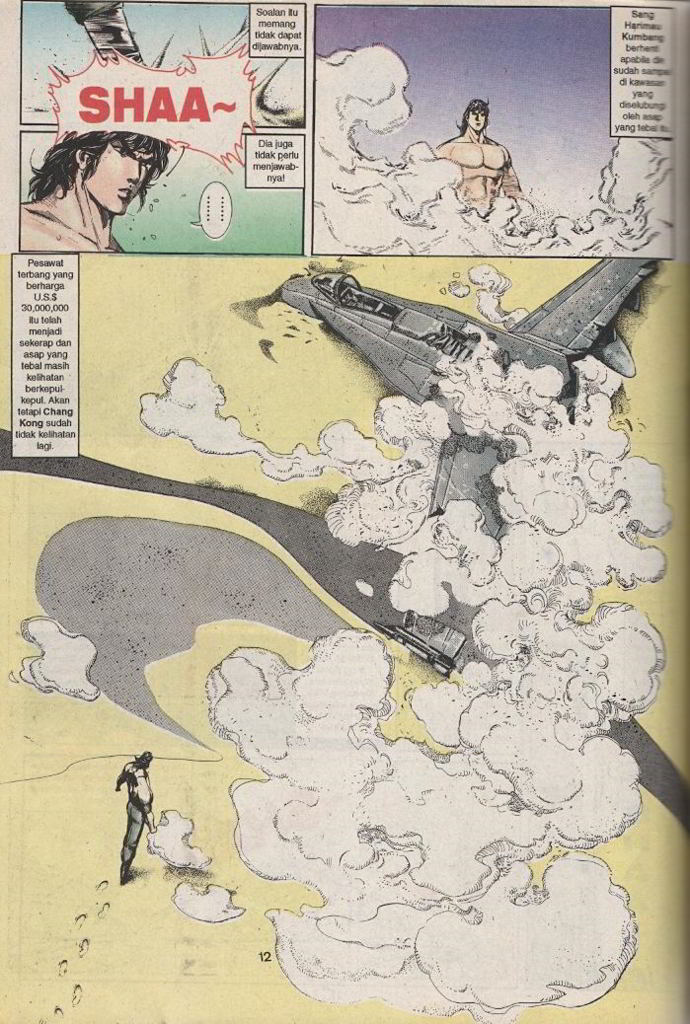 Soalan itu
memang
tidak dapat
dijawabnya.
SHAA~
Dia juga
tidak perlu
menjawab-
nya!
Sang
Harimau
Kumbang
berhenti
apabila dia
sudah sampai
di kawasan
yang
diselubungi
oleh asap
yang tebal itu.
Pesawat
terbang yang
berharga
U.S.$
30,000,000
itu telah
menjadi
sekerap dan
asap yang
tebal masih
kelihatan
berkepul-
kepul. Akan
tetapi Chang
Kong sudah
tidak kelihatan
lagi.
12